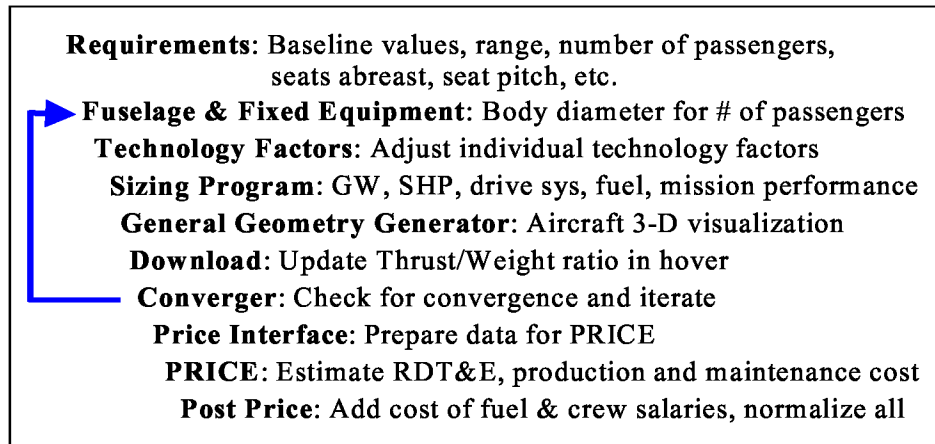 Requirements: Baseline values, range, number of passengers,
seats abreast, seat pitch, etc.
Fuselage & Fixed Equipment: Body diameter for # of passengers
Technology Factors: Adjust individual technology factors
Sizing Program: GW, SHP, drive sys, fuel, mission performance
General Geometry Generator: Aircraft 3-D visualization
Download: Update Thrust/Weight ratio in hover
Converger: Check for convergence and iterate
Price Interface: Prepare data for PRICE
PRICE: Estimate RDT&E, production and maintenance cost
Post Price: Add cost of fuel & crew salaries, normalize all